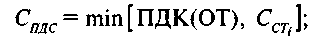 C_ПДС = min[ПДК(ОТ), C_СТi];